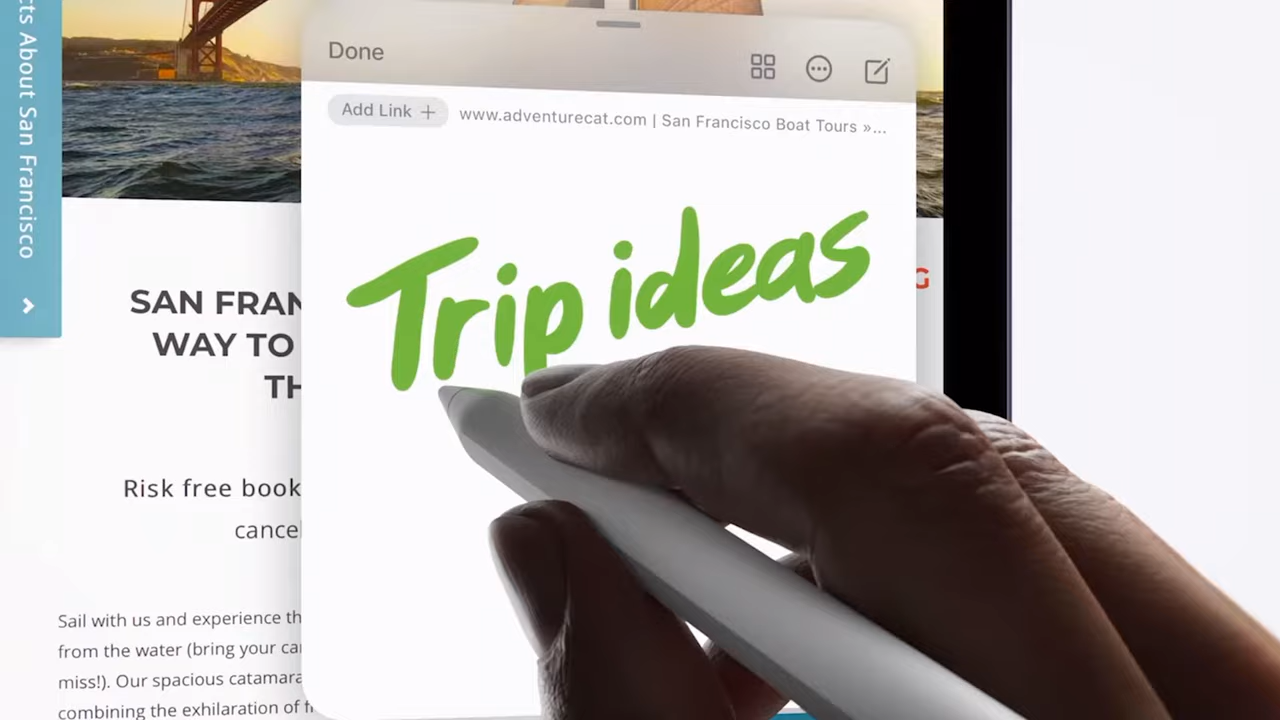 cts About San Francisco
Done
Add Link +
www.adventurecat.com | San Francisco Boat Tours »...
Trip ideas
G
SAN FRAN
WAY TO
TH
Risk free book
cancel
Sail with us and experience th
from the water (bring your ca
miss!). Our spacious catamara
combining the exhilaration of f